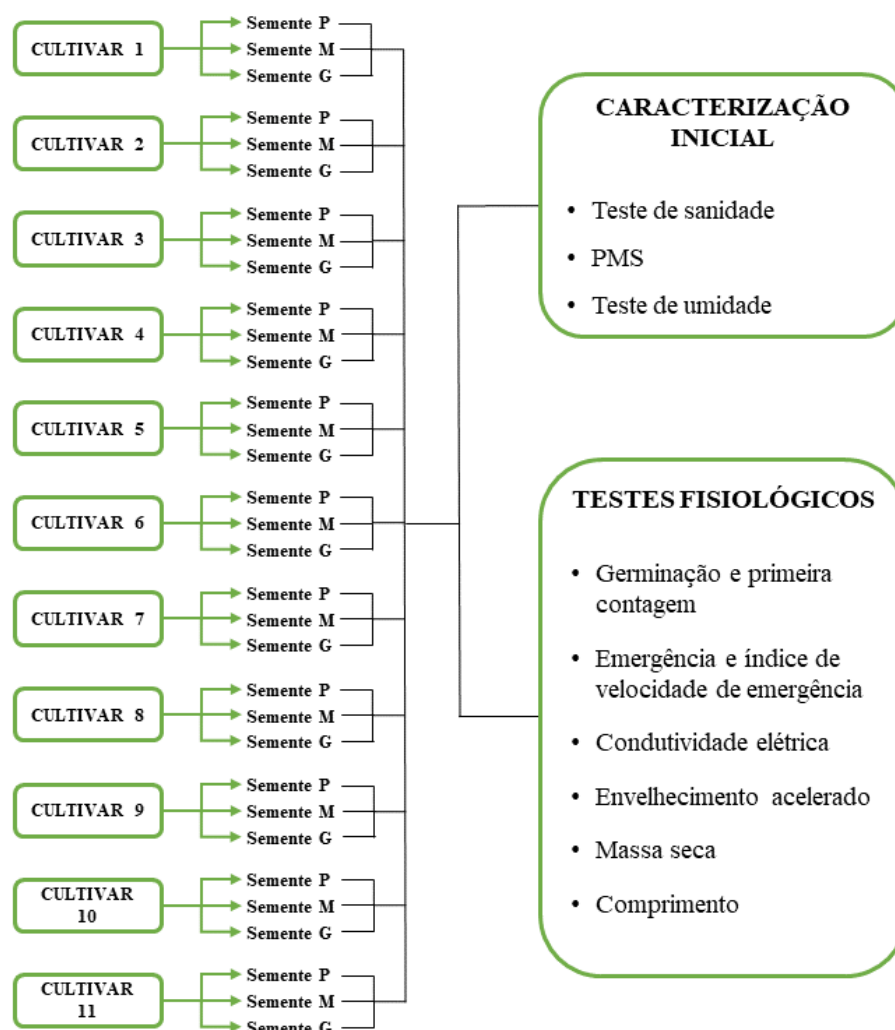 CULTIVAR 1
Semente P
Semente M
Semente G
CULTIVAR 2
Semente P
Semente M
Semente G
CULTIVAR 3
Semente P
Semente M
Semente G
CULTIVAR 4
Semente P
Semente M
Semente G
CULTIVAR 5
Semente P
Semente M
Semente G
CULTIVAR 6
Semente P
Semente M
Semente G
CULTIVAR 7
Semente P
Semente M
Semente G
CULTIVAR 8
Semente P
Semente M
Semente G
CULTIVAR 9
Semente P
Semente M
Semente G
CULTIVAR
10
Semente P
Semente M
Semente G
CULTIVAR
11
Semente P
Semente M
Semente G
CARACTERIZAÇÃO
INICIAL
• Teste de sanidade
• PMS
• Teste de umidade
TESTES FISIOLÓGICOS
• Germinação e primeira
contagem
• Emergência e índice de
velocidade de emergência
• Condutividade elétrica
• Envelhecimento acelerado
• Massa seca
• Comprimento